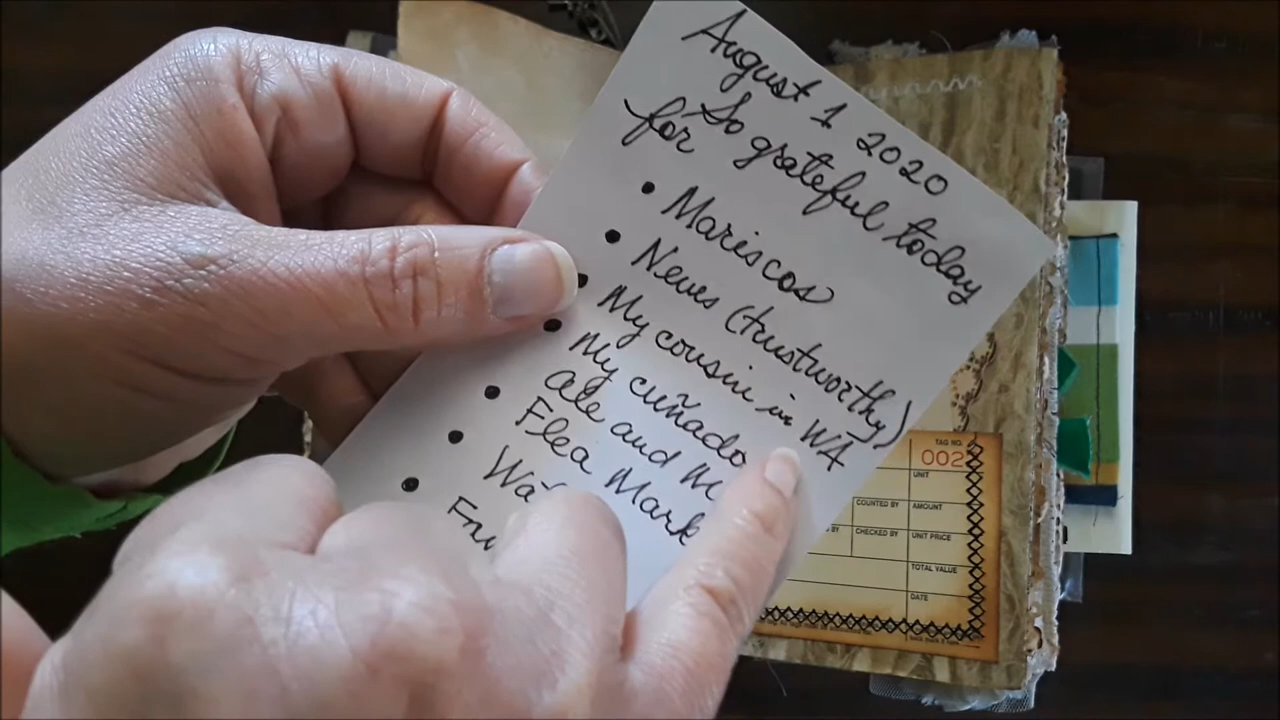 August 1 2020
So grateful today
for
• Mariscos
• News (trustworthy)
• My cousin in WA
• My cuñado
Ale and
• Flea
• 
•
TAG NO.
002
UNIT
COUNTED BY
AMOUNT
BY
CHECKED BY
UNIT PRICE
TOTAL VALUE
DATE